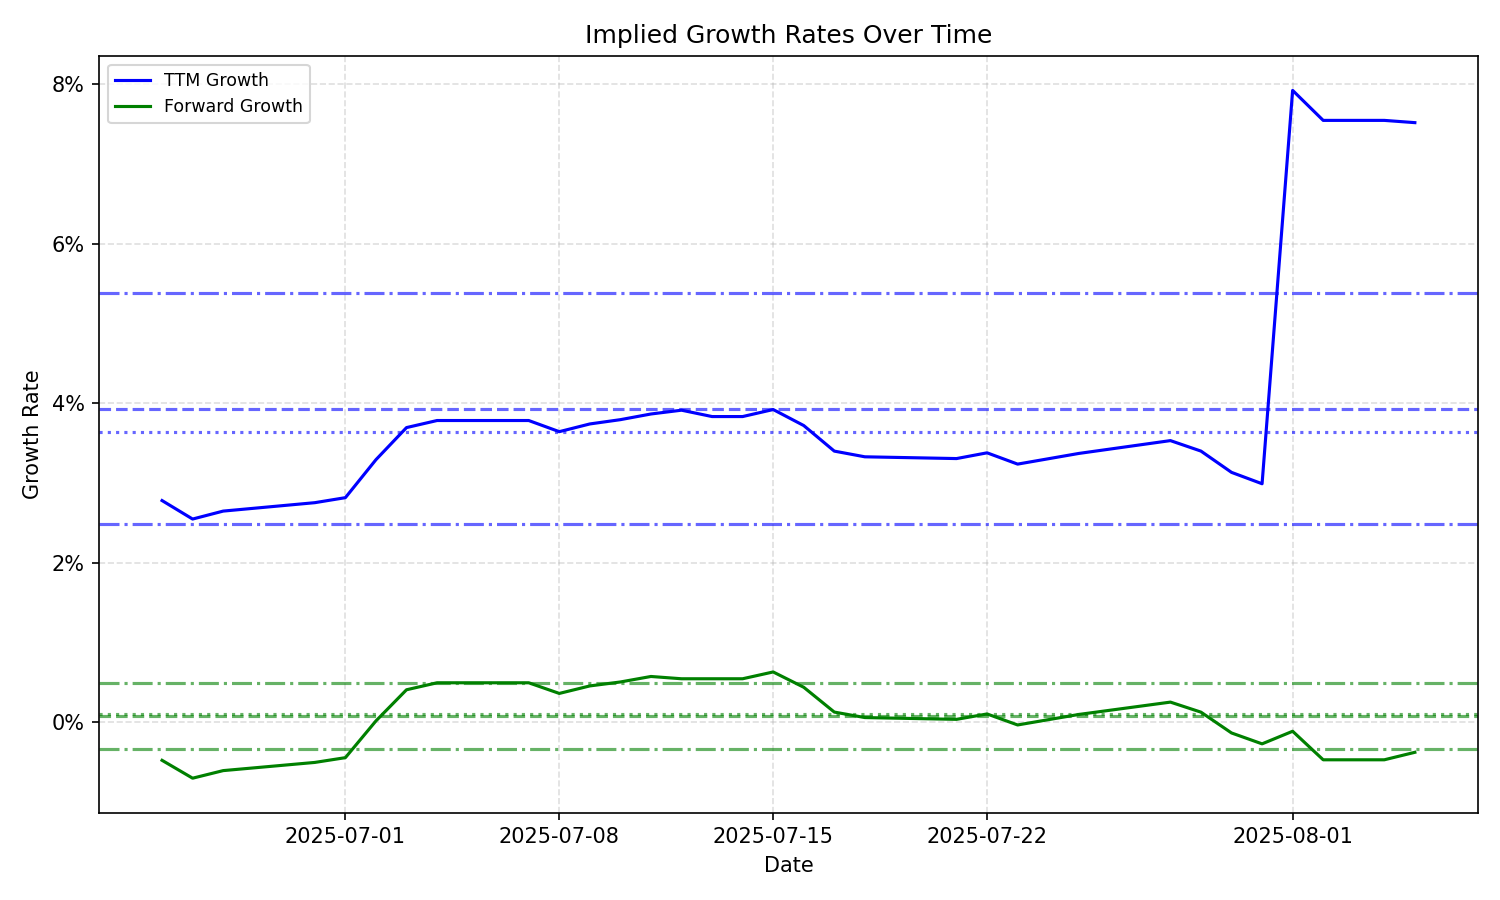 Implied Growth Rates Over Time
TTM Growth
Forward Growth
8%
6%
4%
2%
0%
Growth Rate
2025-07-01
2025-07-08
2025-07-15
2025-07-22
2025-08-01
Date